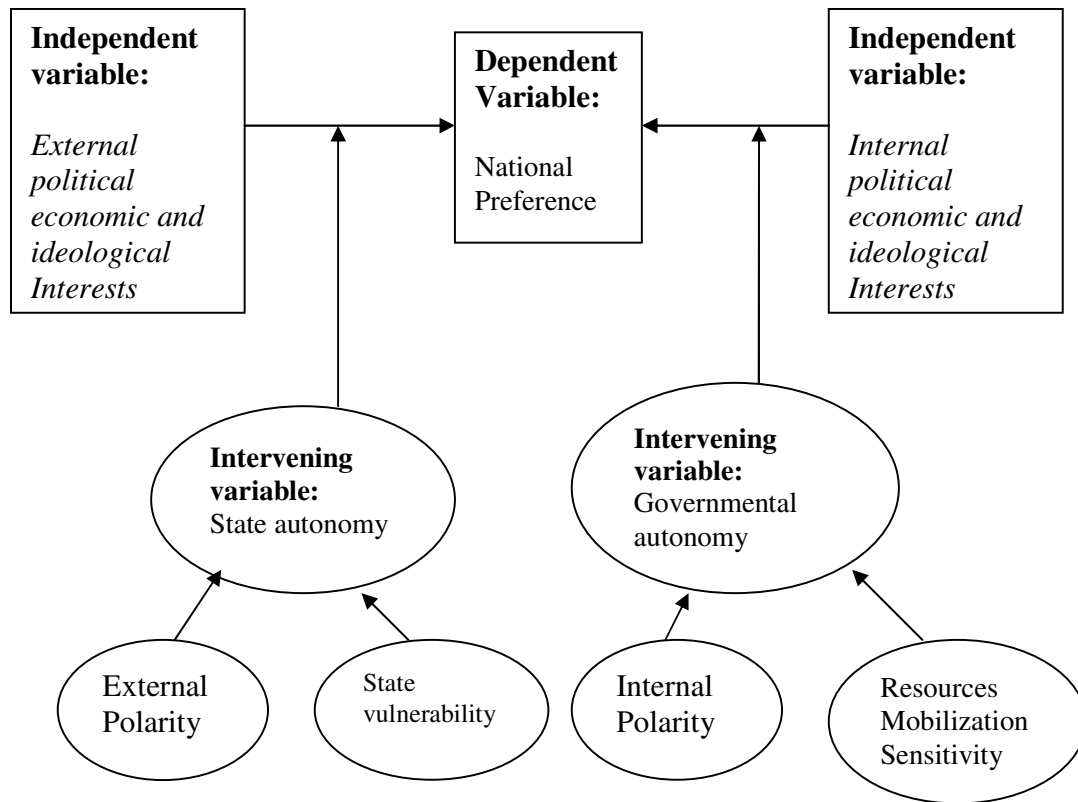 Independent
variable:
External
political
economic and
ideological
Interests
Dependent
Variable:
National
Preference
Independent
variable:
Internal
political
economic and
ideological
Interests
Intervening
variable:
State autonomy
Intervening
variable:
Governmental
autonomy
External
Polarity
State
vulnerability
Internal
Polarity
Resources
Mobilization
Sensitivity